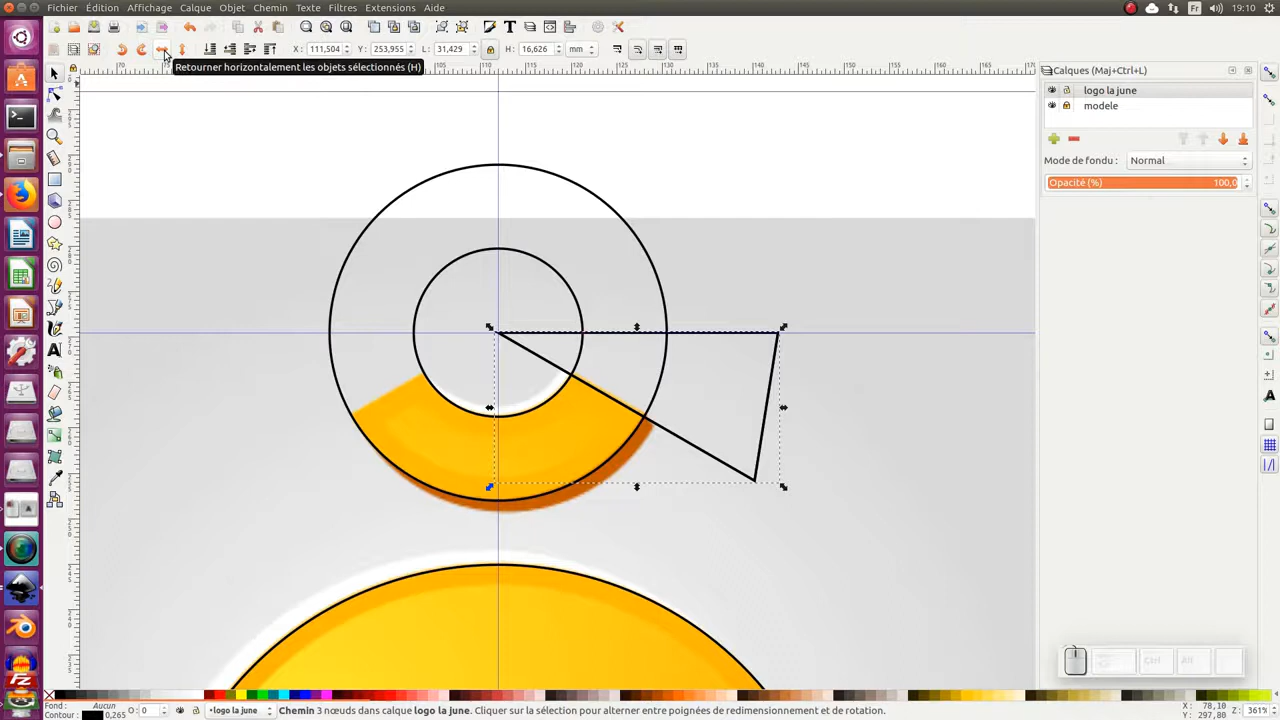 Fichier Édition Affichage Calque Objet Chemin Texte Filtres Extensions Aide
Fr 19:10
X: 111,504 Y: 253,955 L: 31,429 H: 16,626 mm
Retourner horizontalement les objets sélectionnés (H)
Calques (Maj+Ctrl+L)
logo la june
modele
Mode de fondu : Normal
Opacité (%) 100,0
Ctrl Alt
Fond : Aucun
Contour : 0,265
O: 0
logo la june
Chemin 3 nœuds dans calque logo la june. Cliquer sur la sélection pour alterner entre poignées de redimensionnement et de rotation.
X: 78,10
Y: 297,80
Z: 361%